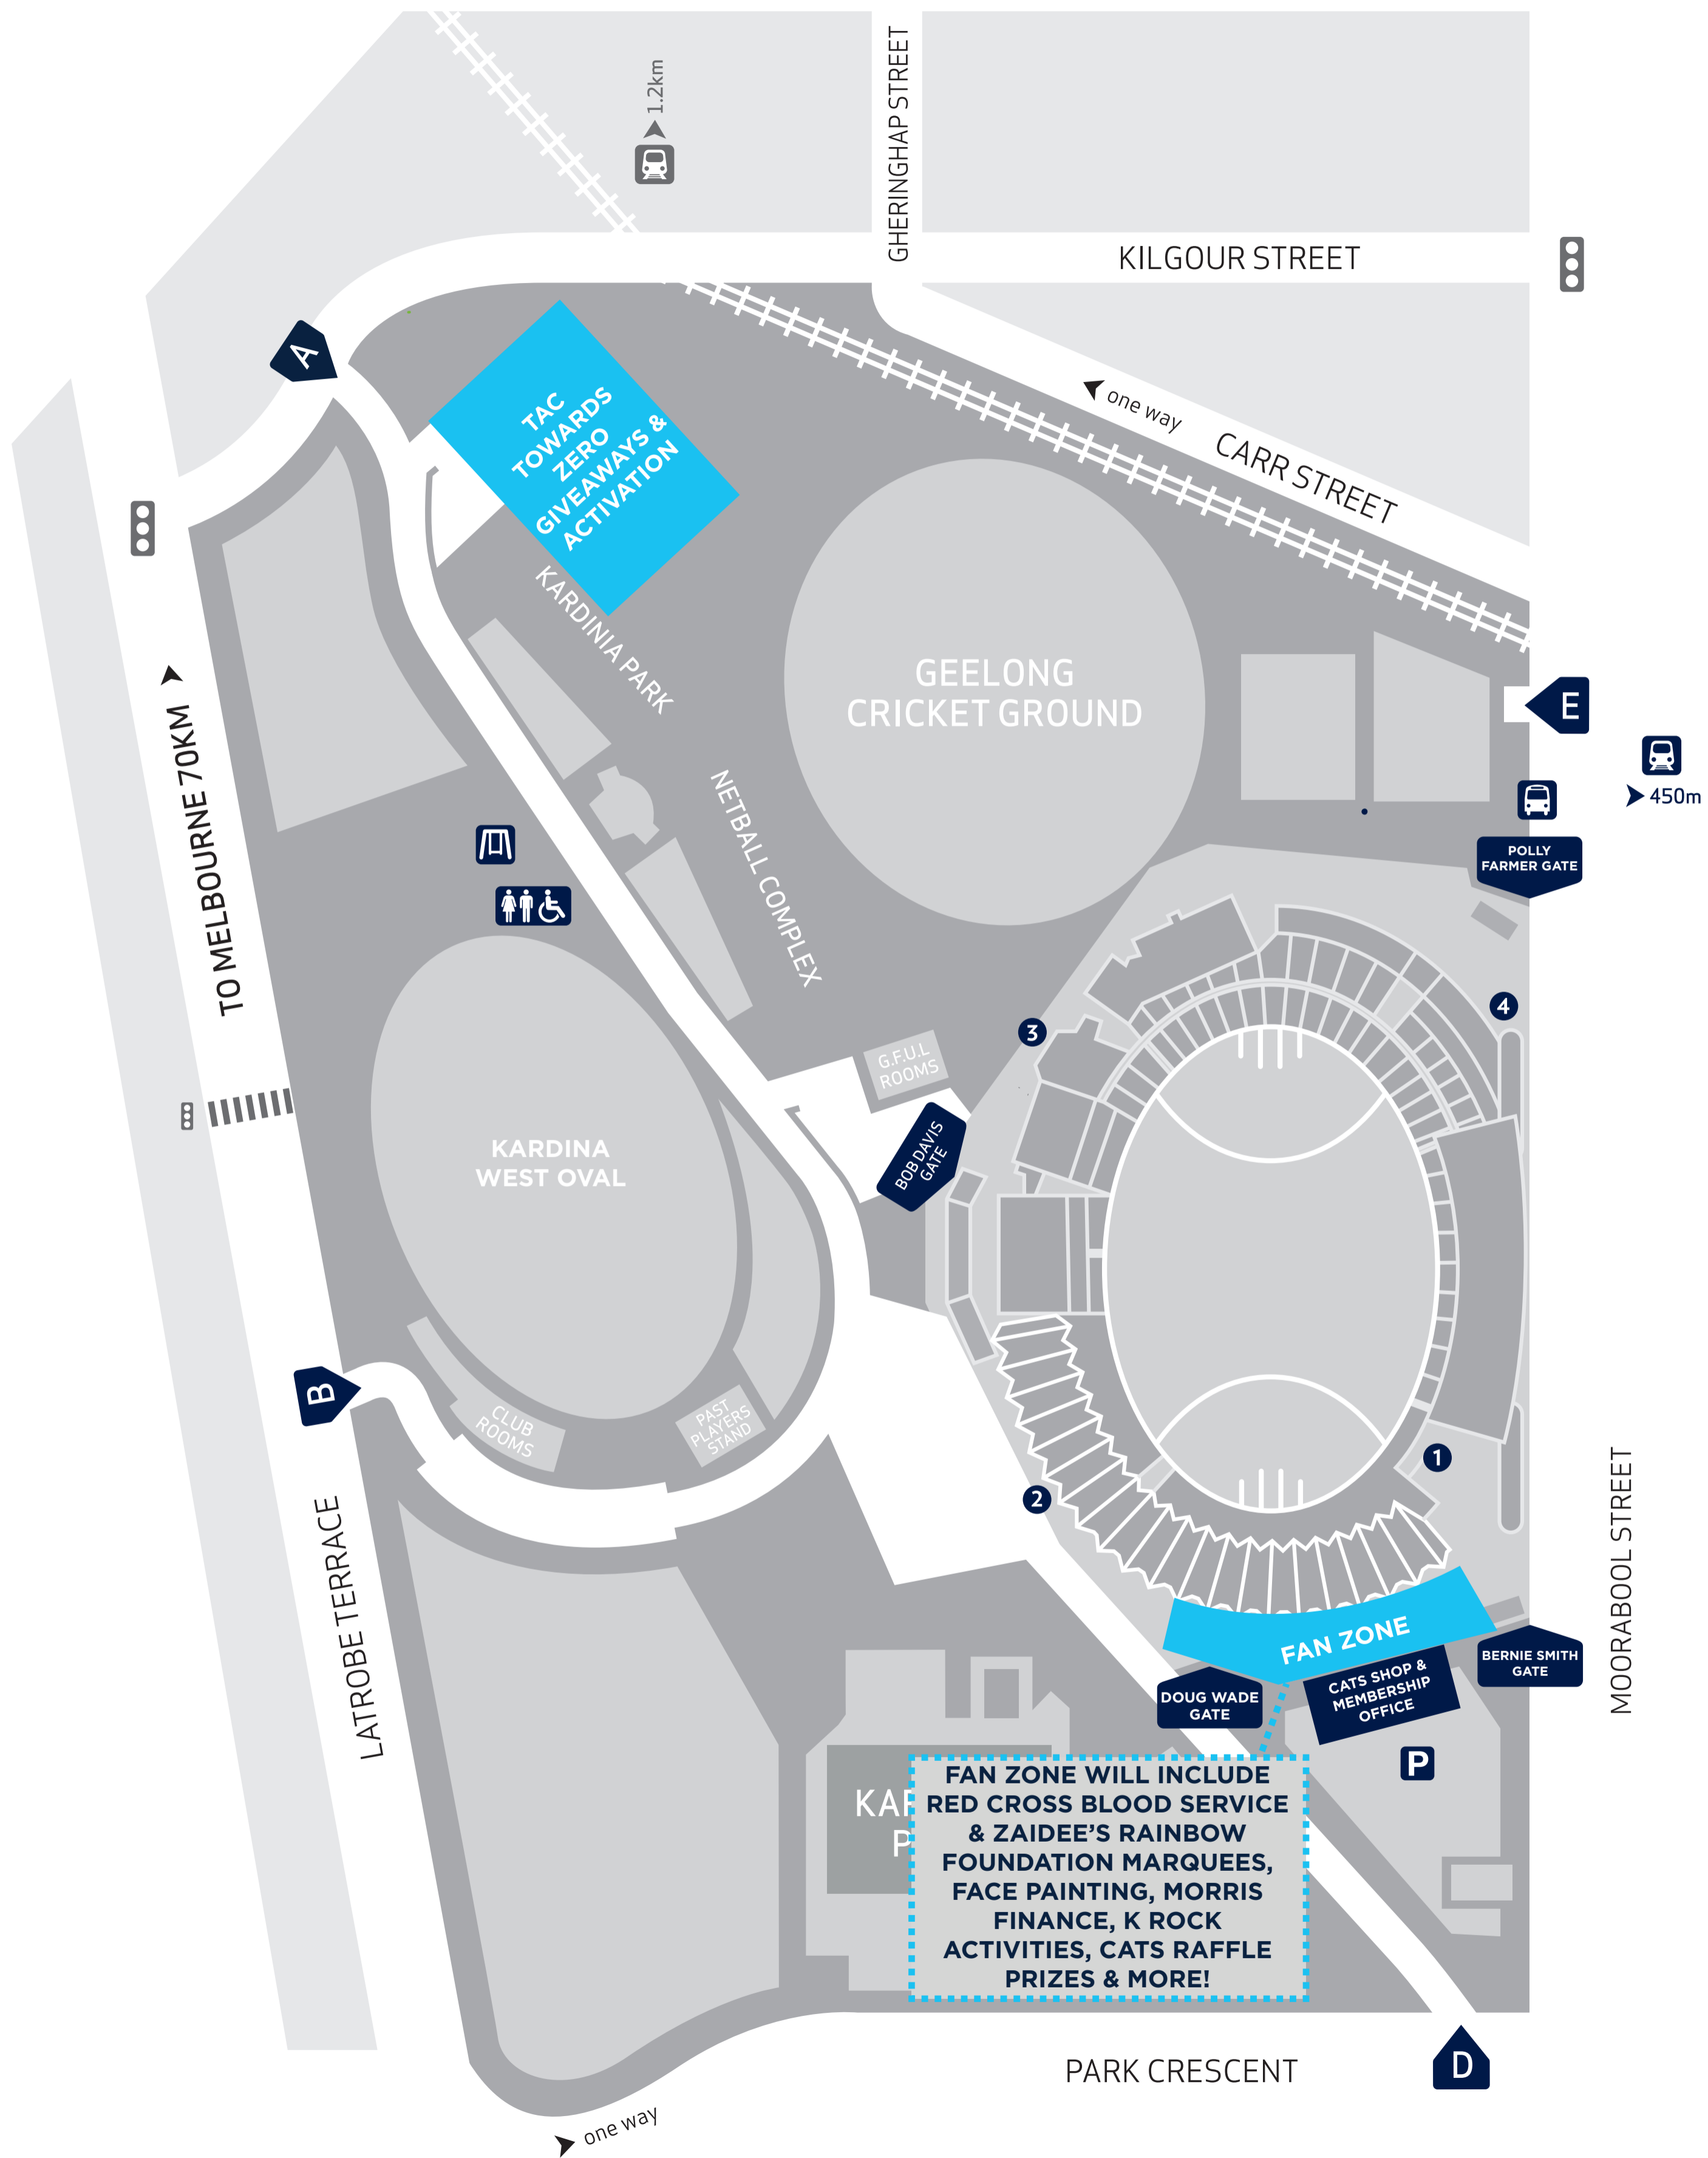 1.2km
GHERINGHAP STREET
KILGOUR STREET
A
TAC
TOWARDS
ZERO
GIVEAWAYS &
ACTIVATION
one way
CARR STREET
KARDINIA PARK
GEELONG
CRICKET GROUND
E
450m
TO MELBOURNE 70KM
NETBALL COMPLEX
POLLY
FARMER GATE
4
3
G.F.U.L
ROOMS
BOB DAVIS
GATE
KARDINA
WEST OVAL
B
CLUB
ROOMS
PAST
PLAYERS
STAND
1
2
MOORABOOL STREET
LATROBE TERRACE
FAN ZONE
BERNIE SMITH
GATE
CATS SHOP &
MEMBERSHIP
OFFICE
DOUG WADE
GATE
P
KAR
P
FAN ZONE WILL INCLUDE
RED CROSS BLOOD SERVICE
& ZAIDEE'S RAINBOW
FOUNDATION MARQUEES,
FACE PAINTING, MORRIS
FINANCE, K ROCK
ACTIVITIES, CATS RAFFLE
PRIZES & MORE!
PARK CRESCENT
D
one way